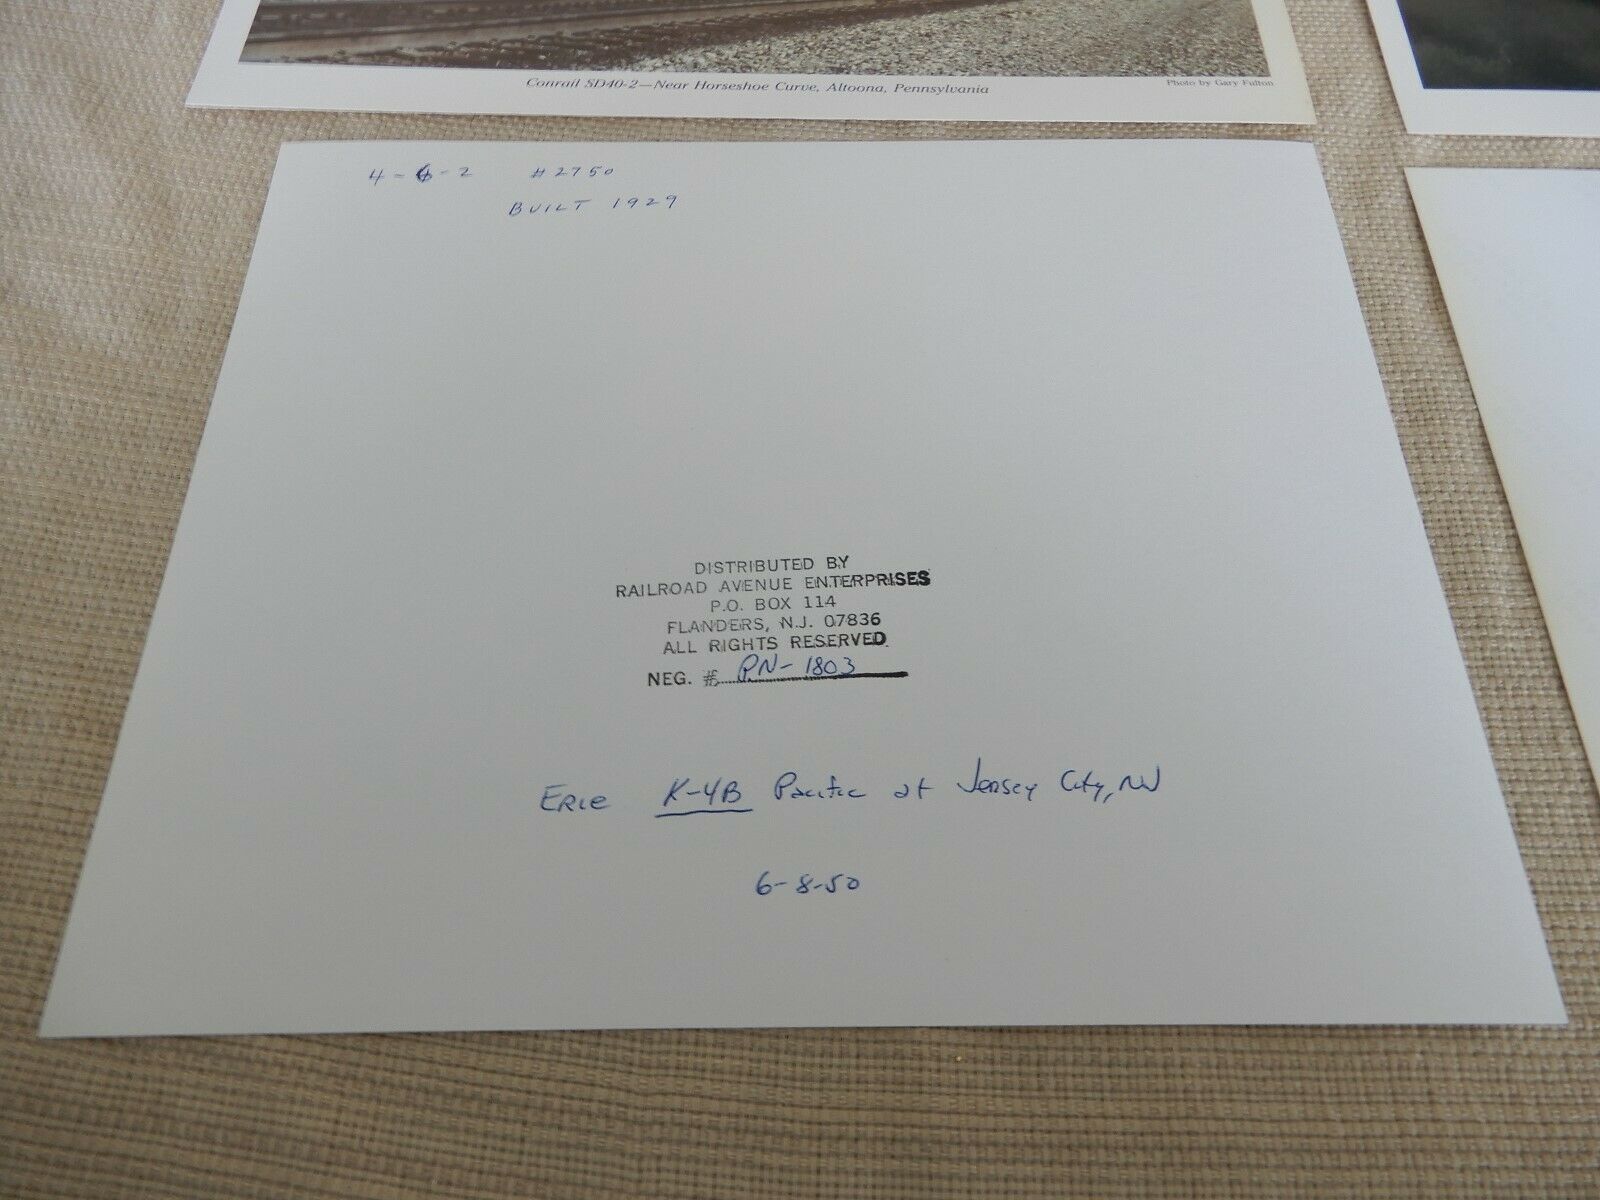 Conrail SD40-2—Near Horseshoe Curve, Altoona, Pennsylvania
Photo by Gary Fulton
4-6-2 #2750
BUILT 1929
DISTRIBUTED BY
RAILROAD AVENUE ENTERPRISES
P.O. BOX 114
FLANDERS, N.J. 07836
ALL RIGHTS RESERVED
NEG. # PN-1803
Erie K-4B Pacific at Jersey City, NJ
6-8-50